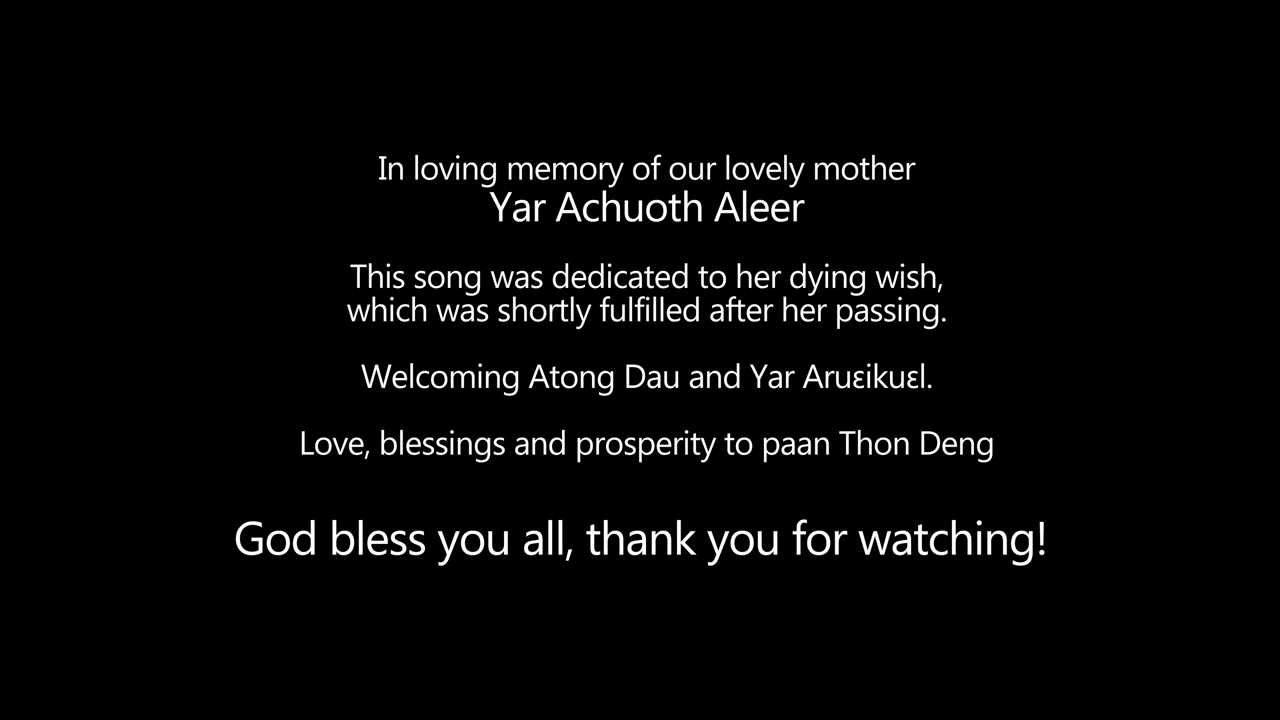 In loving memory of our lovely mother
Yar Achuoth Aleer
This song was dedicated to her dying wish,
which was shortly fulfilled after her passing.
Welcoming Atong Dau and Yar Aruɛikuɛl.
Love, blessings and prosperity to paan Thon Deng
God bless you all, thank you for watching!